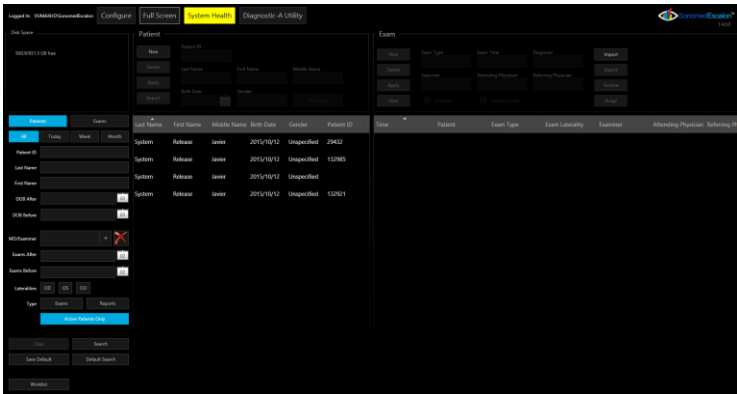 Logged In: VUMAXHD\SonomedEscalon
Configure
Full Screen
System Health
Diagnostic-A Utility
SonomedEscalon
Disk Space
GB free
Patient
New
Delete
Apply
Import
Patient ID
Last Name
First Name
Middle Name
Birth Date
Gender
Exam
New
Delete
Apply
View
Exam Type
Exam Time
Diagnosis
Examiner
Attending Physician
Referring Physician
Import
Export
Archive
Purge
Patients
Exams
All
Today
Week
Month
Patient ID
Last Name
First Name
DOB After
DOB Before
MD/Examiner
Exams After
Exams Before
Lateralities OD OS OU
Type Exams Reports
Active Patients Only
Clear
Search
Save Default
Default Search
Worklist
Last Name First Name Middle Name Birth Date Gender Patient ID
System Release Javier 2015/10/12 Unspecified 29432
System Release Javier 2015/10/12 Unspecified 132985
System Release Javier 2015/10/12 Unspecified
System Release Javier 2015/10/12 Unspecified 132921
Time Patient Exam Type Exam Laterality Examiner Attending Physician Referring Ph